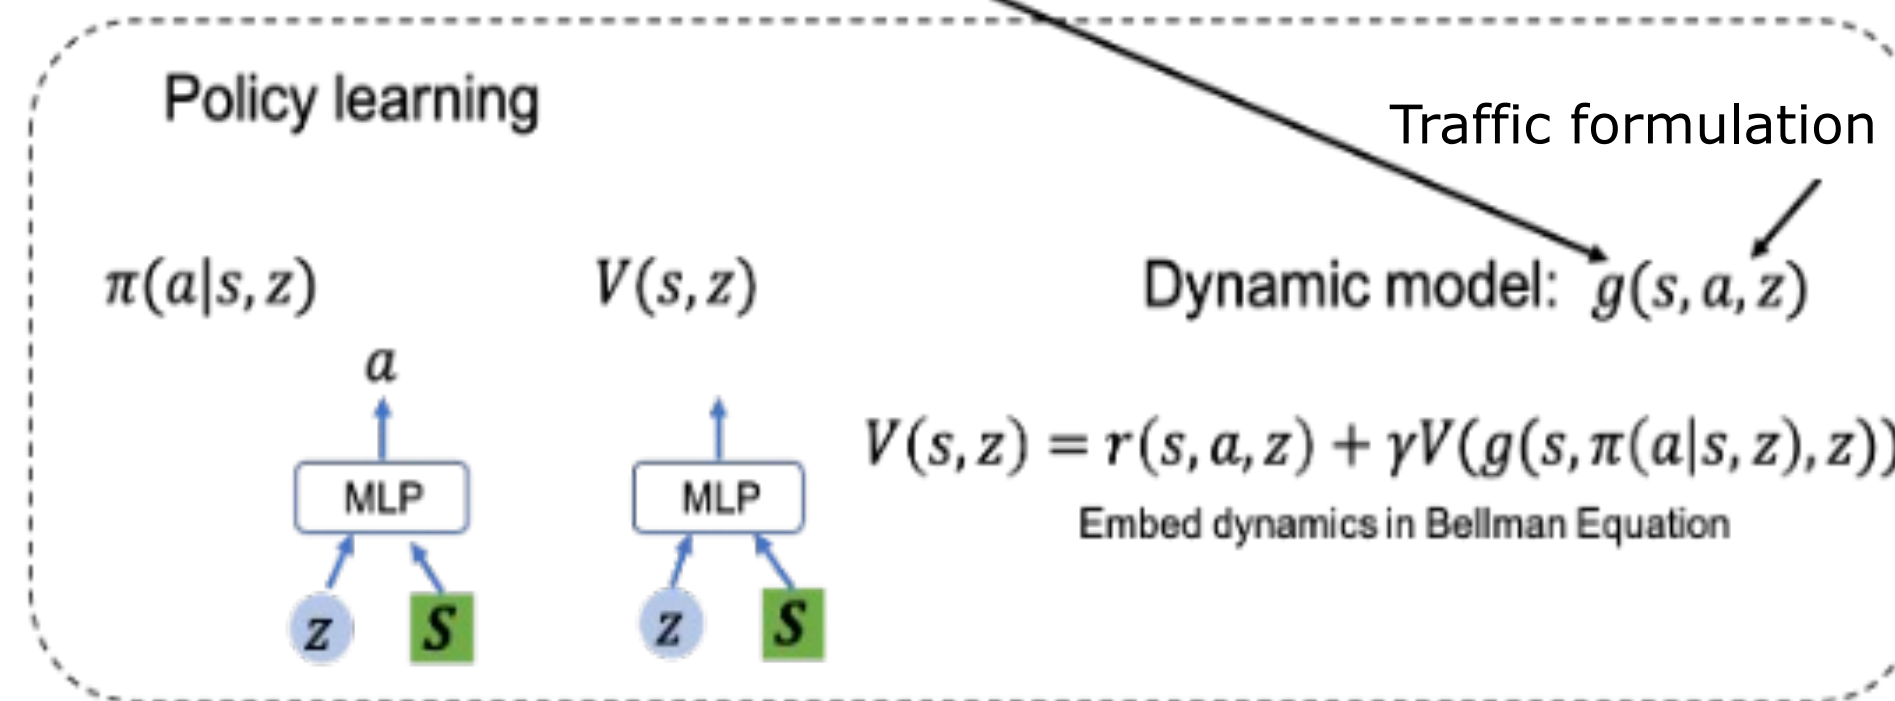 Policy learning
Traffic formulation
π(a|s, z)
V(s, z)
Dynamic model: g(s, a, z)
a
V(s, z) = r(s, a, z) + γV(g(s, π(a|s, z), z))
MLP
MLP
Embed dynamics in Bellman Equation
z
S
z
S